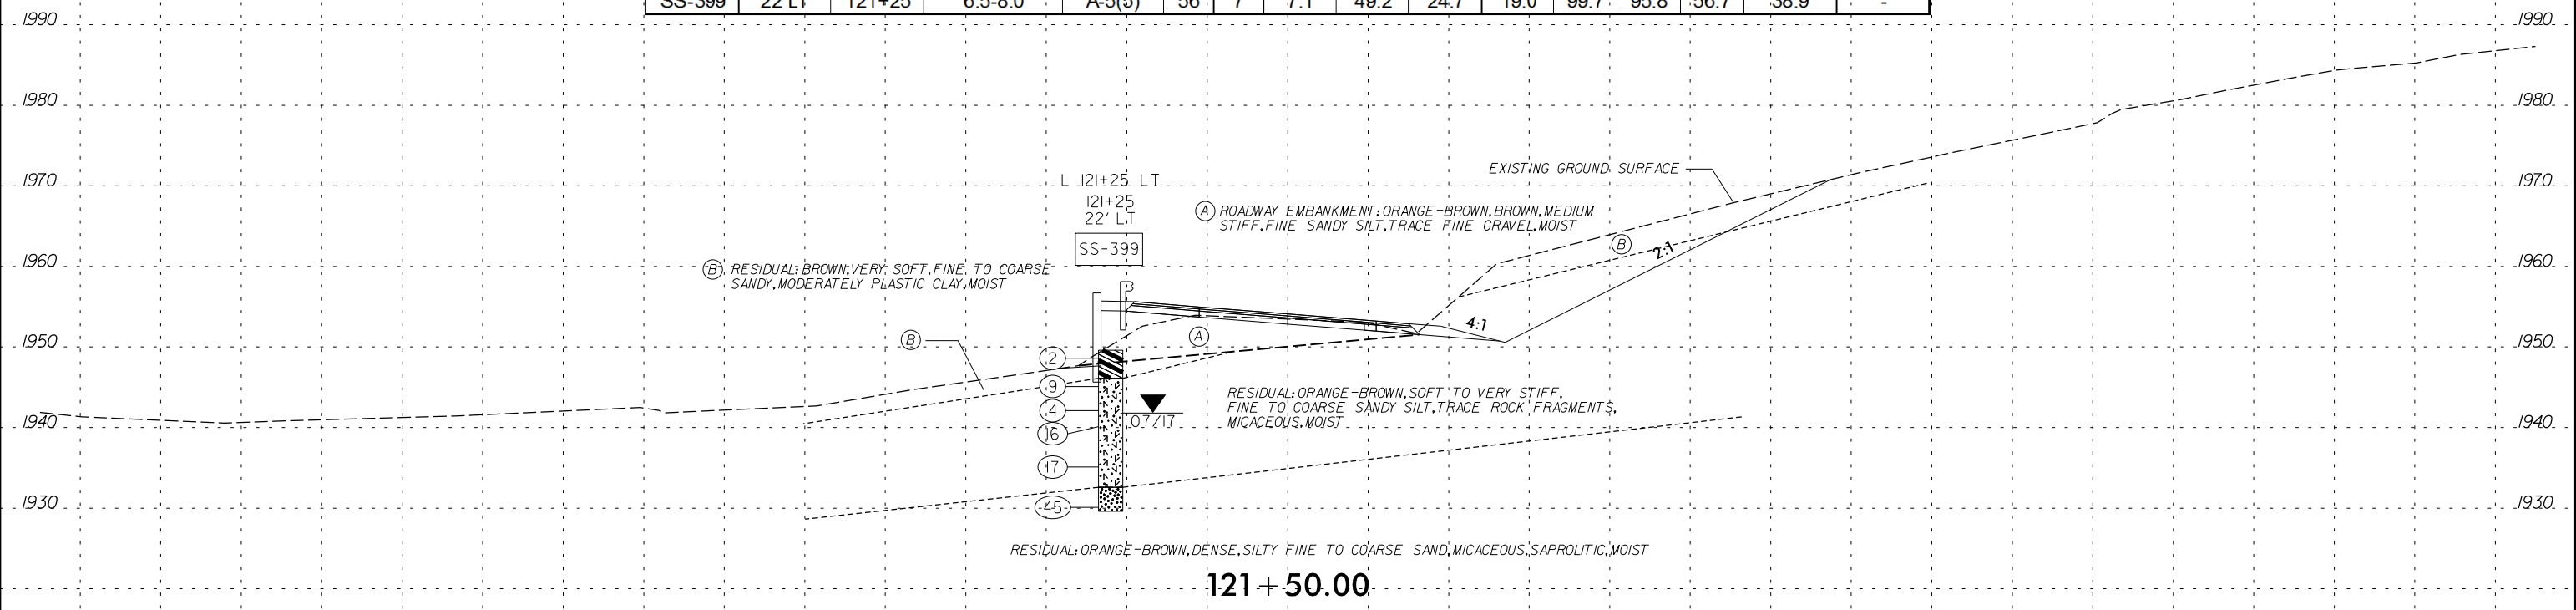 SS-399 22 LT 121+25 6.5-8.0 A-5(5) 56 7 7.1 49.2 24.7 19.0 99.7 95.8 56.7 38.9 -
1990 1990
1980 1980
EXISTING GROUND SURFACE
1970 L 121+25 LT 1970
121+25
22' LT
A ROADWAY EMBANKMENT: ORANGE-BROWN, BROWN, MEDIUM
STIFF, FINE SANDY SILT, TRACE FINE GRAVEL, MOIST
SS-399
B
2:1
1960 1960
B RESIDUAL: BROWN, VERY SOFT, FINE TO COARSE
SANDY, MODERATELY PLASTIC CLAY, MOIST
4:1
B
A
1950 1950
2
9
RESIDUAL: ORANGE-BROWN, SOFT TO VERY STIFF,
FINE TO COARSE SANDY SILT, TRACE ROCK FRAGMENTS,
MICACEOUS, MOIST
4
07/17
1940 1940
16
17
1930 1930
45
RESIDUAL: ORANGE-BROWN, DENSE, SILTY FINE TO COARSE SAND, MICACEOUS, SAPROLITIC, MOIST
121+50.00